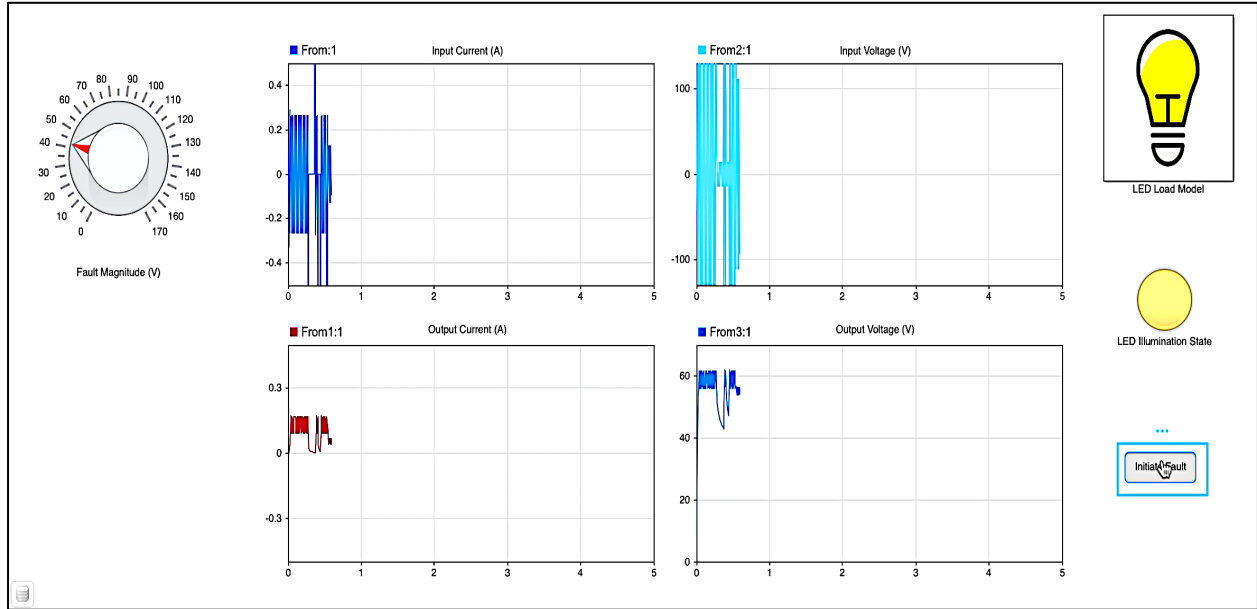 From:1
Input Current (A)
From2:1
Input Voltage (V)
0.4
0.2
0
-0.2
-0.4
0 1 2 3 4 5
100
0
-100
0 1 2 3 4 5
0 10 20 30 40 50 60 70 80 90 100 110 120 130 140 150 160 170
Fault Magnitude (V)
LED Load Model
From1:1
Output Current (A)
From3:1
Output Voltage (V)
0.3
0
-0.3
0 1 2 3 4 5
60
40
20
0
0 1 2 3 4 5
LED Illumination State
...
Initiate Fault